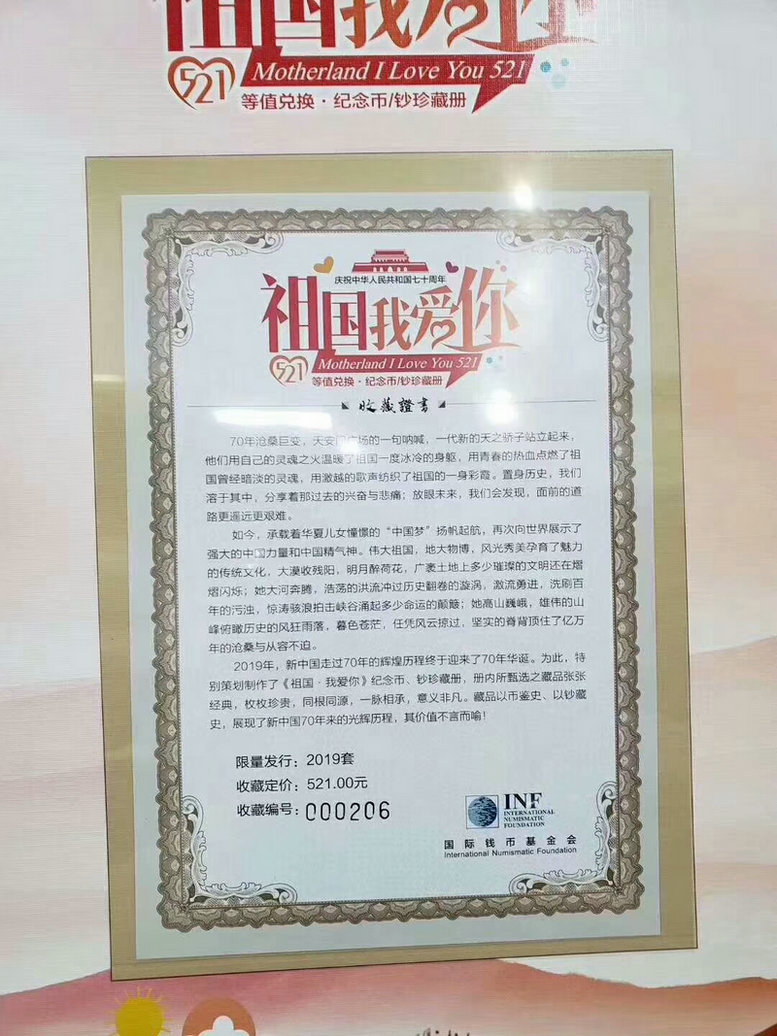 祖国我爱你
521
Motherland I Love You 521
等值兑换·纪念币/钞珍藏册
庆祝中华人民共和国七十周年
祖国我爱你
521
Motherland I Love You 521
等值兑换·纪念币/钞珍藏册
收藏證書
70年沧桑巨变，天安门广场的一句呐喊，一代新的天之骄子站立起来，
他们用自己的灵魂之火温暖了祖国一度冰冷的身躯，用青春的热血点燃了祖
国曾经暗淡的灵魂，用激越的歌声纺织了祖国的一身彩霞。置身历史，我们
溶于其中，分享着那过去的兴奋与悲痛；放眼未来，我们会发现，面前的道
路更遥远更艰难。
如今，承载着华夏儿女憧憬的“中国梦”扬帆起航，再次向世界展示了
强大的中国力量和中国精气神。伟大祖国，地大物博，风光秀美孕育了魅力
的传统文化，大漠收残阳，明月醉荷花，广袤土地上多少璀璨的文明还在熠
熠闪烁；她大河奔腾，浩荡的洪流冲过历史翻卷的漩涡，激流勇进，洗刷百
年的污浊，惊涛骇浪拍击峡谷涌起多少命运的颠簸；她高山巍峨，雄伟的山
峰俯瞰历史的风狂雨落，暮色苍茫，任凭风云掠过，坚实的脊背顶住了亿万
年的沧桑与从容不迫。
2019年，新中国走过70年的辉煌历程终于迎来了70年华诞。为此，特
别策划制作了《祖国·我爱你》纪念币、钞珍藏册，册内所甄选之藏品张张
经典，枚枚珍贵，同根同源，一脉相承，意义非凡。藏品以币鉴史、以钞藏
史，展现了新中国70年来的光辉历程，其价值不言而喻！
限量发行：2019套
收藏定价：521.00元
收藏编号：000206
INF
INTERNATIONAL
NUMISMATIC
FOUNDATION
国际钱币基金会
International Numismatic Foundation